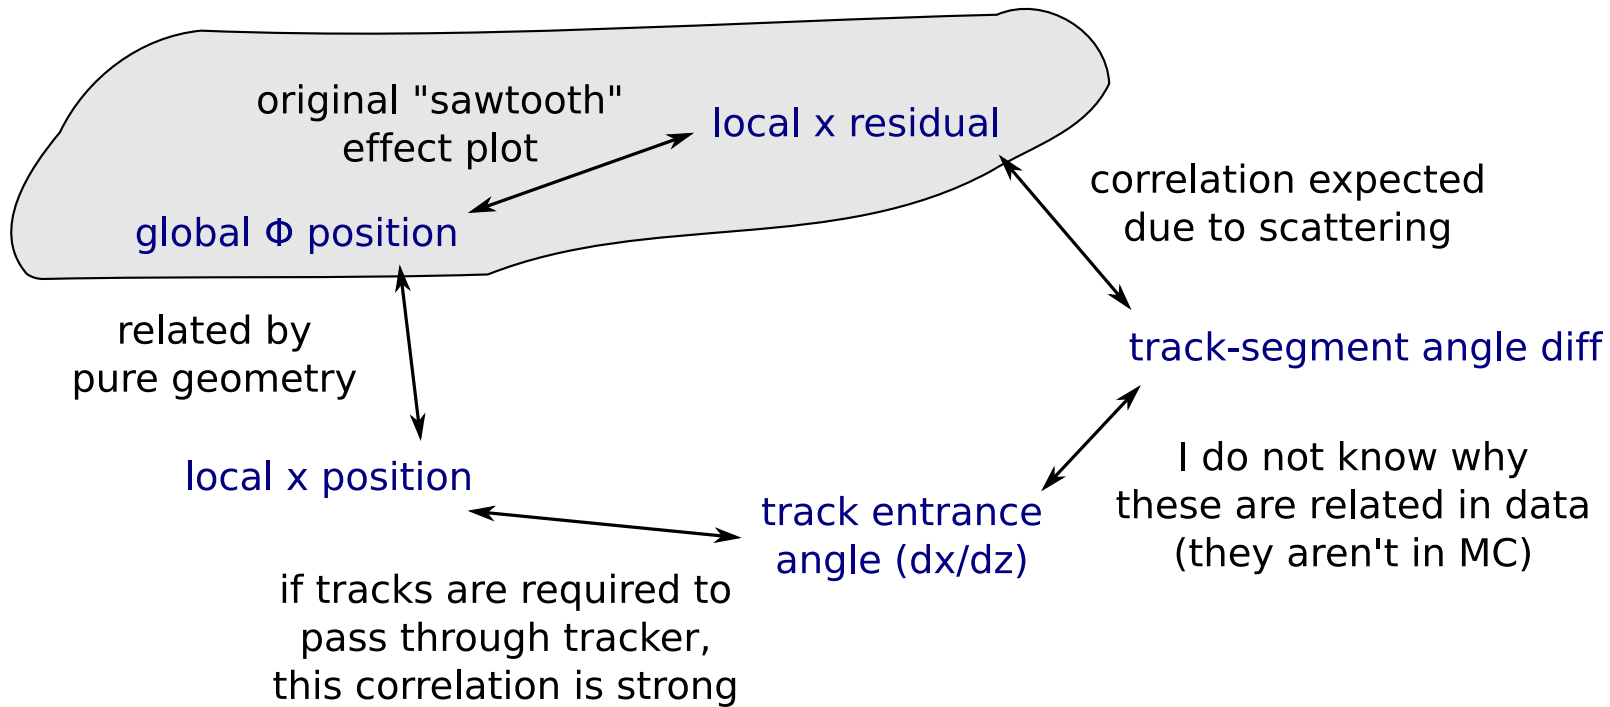 original "sawtooth"
effect plot
local x residual
global Φ position
correlation expected
due to scattering
related by
pure geometry
track-segment angle diff
local x position
track entrance
angle (dx/dz)
I do not know why
these are related in data
(they aren't in MC)
if tracks are required to
pass through tracker,
this correlation is strong